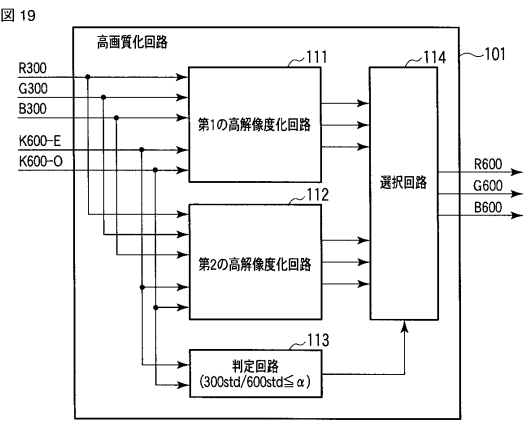 図 19
高画質化回路
101
R300
G300
B300
K600-E
K600-O
111
第1の高解像度化回路
114
選択回路
R600
G600
B600
112
第2の高解像度化回路
113
判定回路
(300std/600std≦α)